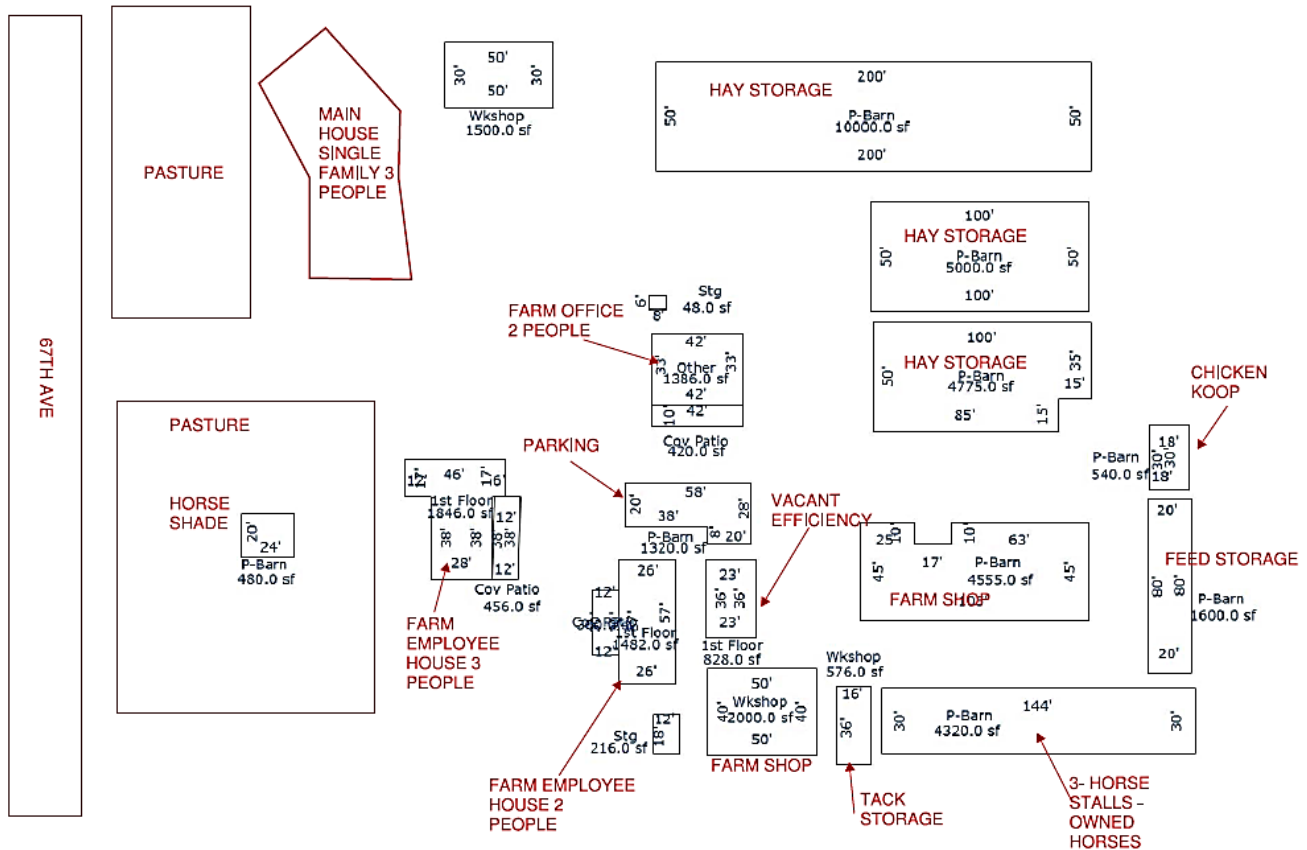 67TH AVE
PASTURE
MAIN
HOUSE
SINGLE
FAMILY 3
PEOPLE
50'
30'
30'
50'
Wkshop
1500.0 sf
200'
HAY STORAGE
50'
P-Barn
50'
10000.0 sf
200'
100'
HAY STORAGE
50'
P-Barn
50'
5000.0 sf
100'
Stg
48.0 sf
6'
8'
FARM OFFICE
2 PEOPLE
42'
33'
Other
33'
1386.0 sf
42'
10'
42'
Cov Patio
420.0 sf
100'
HAY STORAGE
50'
P-Barn
4775.0 sf
35'
15'
85'
15'
CHICKEN
KOOP
18'
30'
30'
18'
P-Barn
540.0 sf
PASTURE
HORSE
SHADE
20'
24'
P-Barn
480.0 sf
46'
12'
17'
17'
6'
1st Floor
1846.0 sf
12'
38'
38'
38'
38'
28'
12'
Cov Patio
456.0 sf
FARM
EMPLOYEE
HOUSE 3
PEOPLE
PARKING
58'
20'
28'
38'
8'
20'
P-Barn
1320.0 sf
VACANT
EFFICIENCY
23'
36'
36'
23'
1st Floor
828.0 sf
26'
12'
57'
1st Floor
1482.0 sf
12'
26'
FARM EMPLOYEE
HOUSE 2
PEOPLE
12'
18'
Stg
216.0 sf
50'
Wkshop
40'
2000.0 sf
40'
50'
FARM SHOP
25'
10'
10'
63'
17'
45'
P-Barn
45'
4555.0 sf
FARM SHOP
20'
FEED STORAGE
80'
80'
P-Barn
1600.0 sf
20'
Wkshop
576.0 sf
16'
36'
TACK
STORAGE
144'
30'
P-Barn
30'
4320.0 sf
3- HORSE
STALLS -
OWNED
HORSES